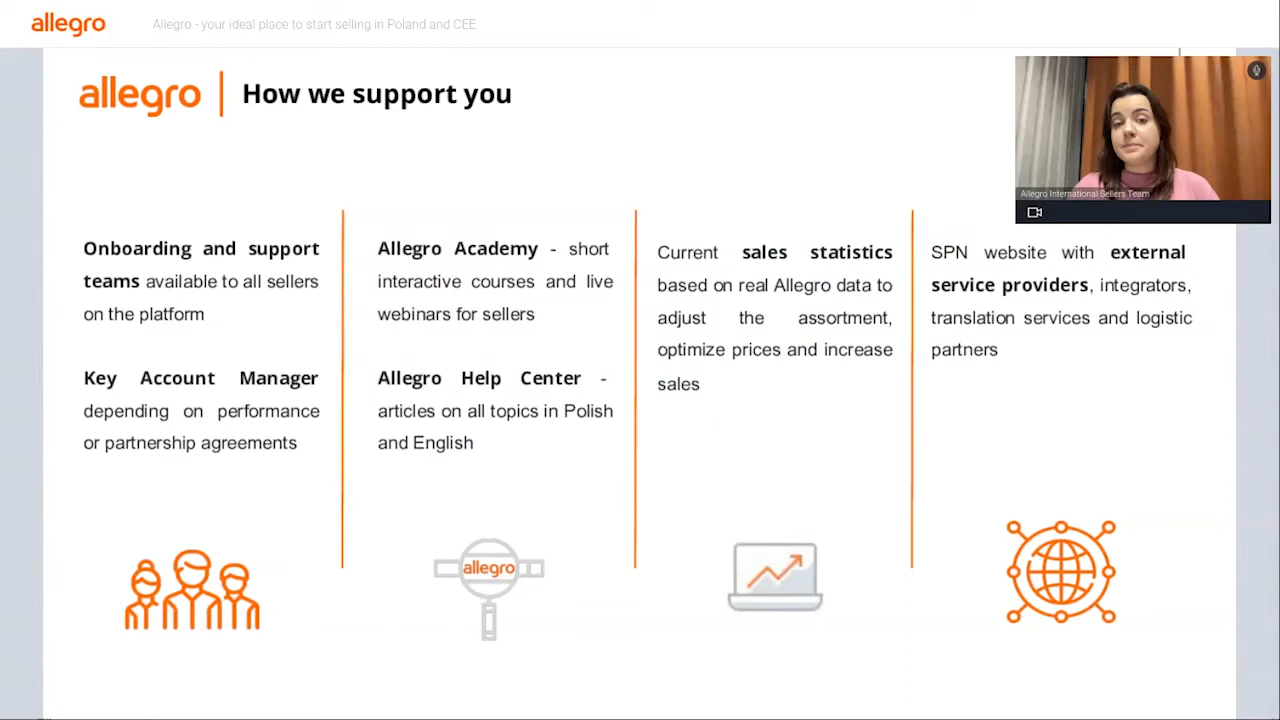 allegro
Allegro - your ideal place to start selling in Poland and CEE
allegro
How we support you
Allegro International Sellers Team
Onboarding and support
teams available to all sellers
on the platform
Key Account Manager
depending on performance
or partnership agreements
Allegro Academy - short
interactive courses and live
webinars for sellers
Allegro Help Center -
articles on all topics in Polish
and English
Current sales statistics
based on real Allegro data to
adjust the assortment,
optimize prices and increase
sales
SPN website with external
service providers, integrators,
translation services and logistic
partners
allegro